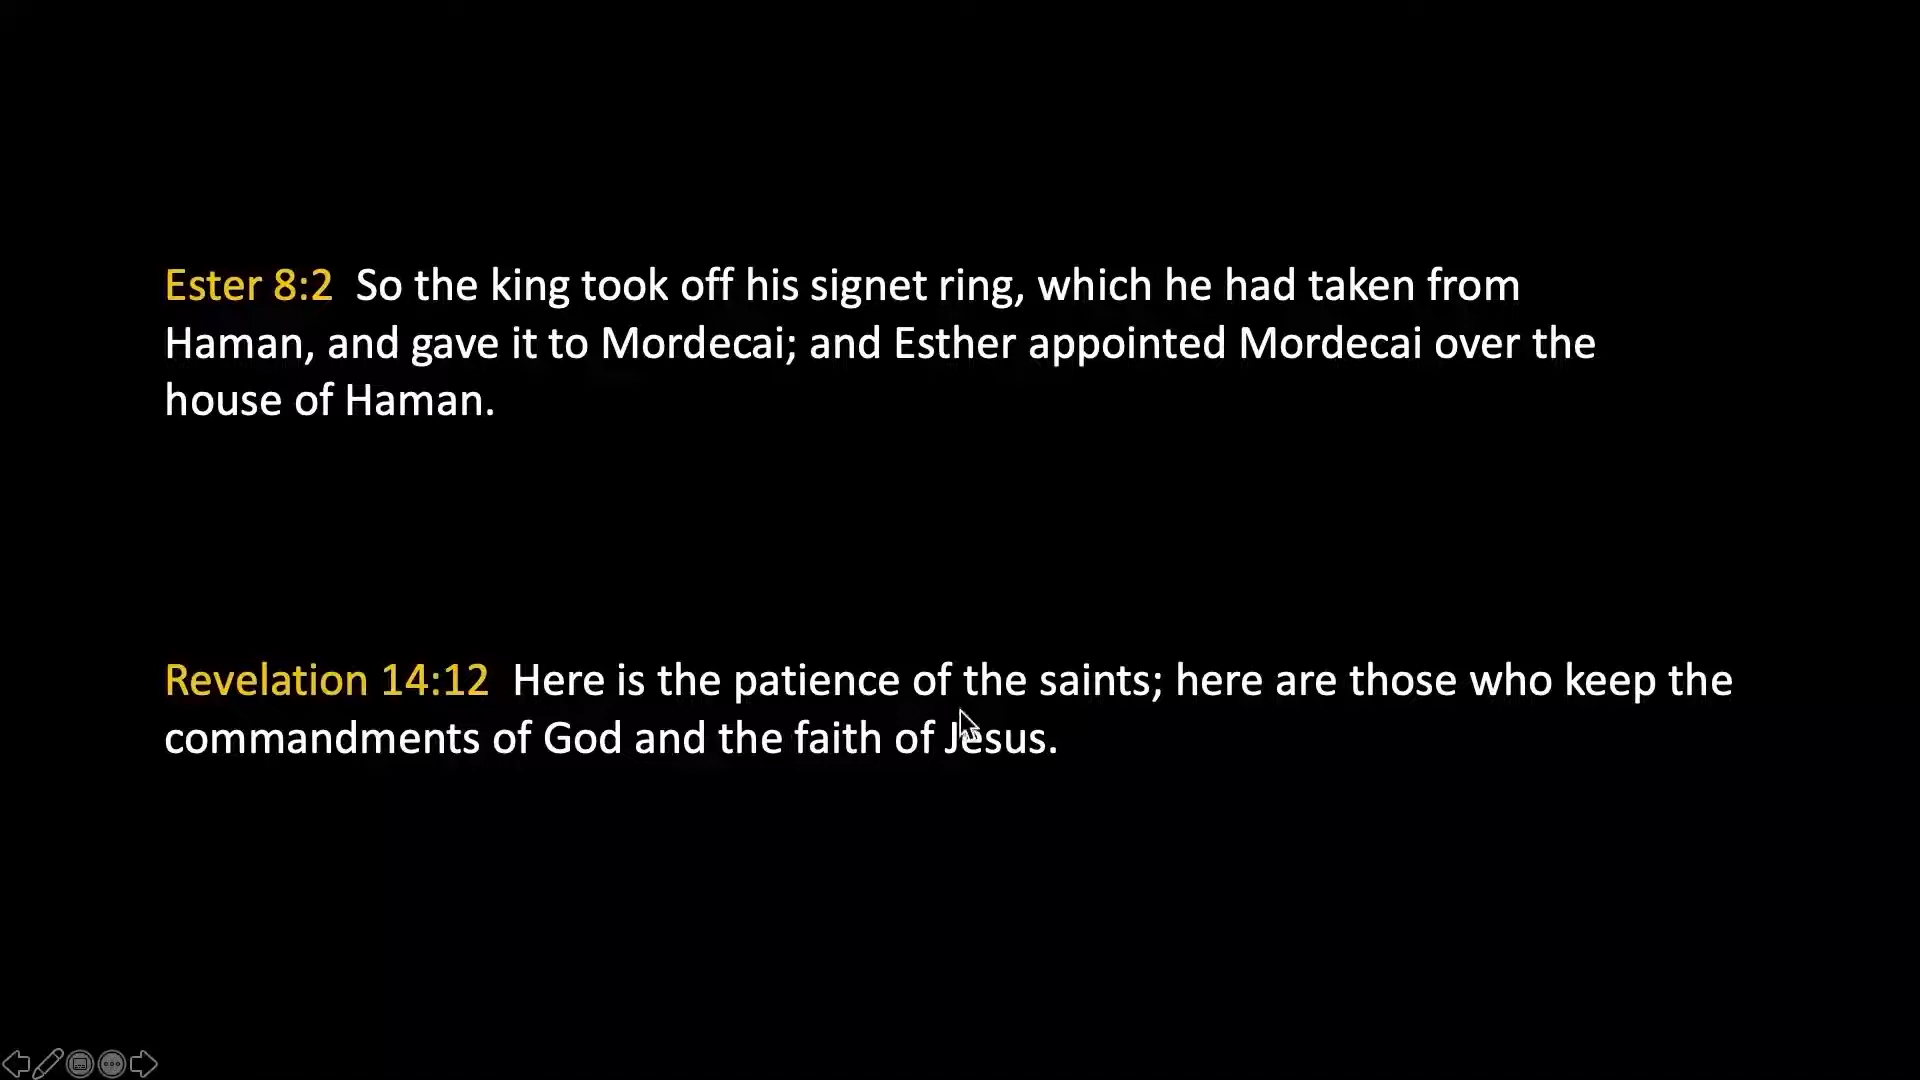 Ester 8:2  So the king took off his signet ring, which he had taken from
Haman, and gave it to Mordecai; and Esther appointed Mordecai over the
house of Haman.
Revelation 14:12  Here is the patience of the saints; here are those who keep the
commandments of God and the faith of Jesus.